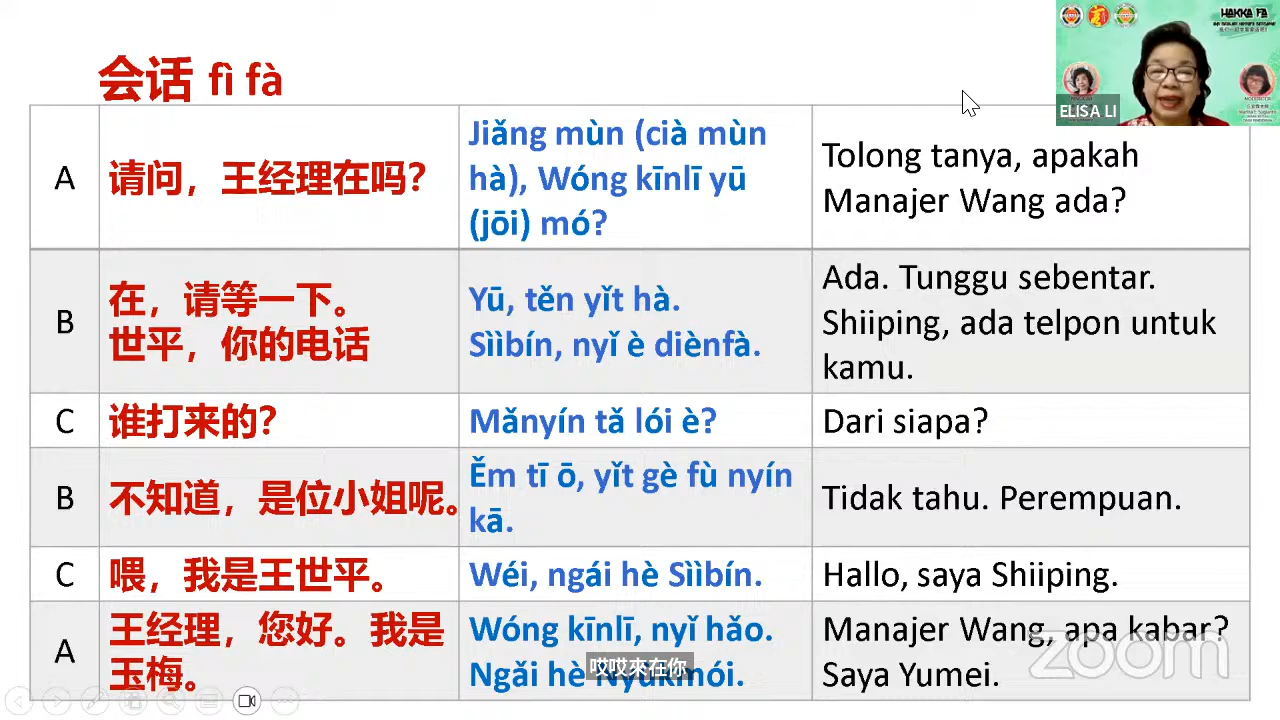 HAKKA FA
ELISA LI
会话 fì fà
A
请问，王经理在吗？
Jiǎng mùn (cià mùn
hà), Wóng kīnlī yū
(jōi) mó?
Tolong tanya, apakah
Manajer Wang ada?
B
在，请等一下。
世平，你的电话
Yū, těn yǐt hà.
Sììbín, nyǐ è diènfà.
Ada. Tunggu sebentar.
Shiiping, ada telpon untuk
kamu.
C
谁打来的？
Mǎnyín tǎ lói è?
Dari siapa?
B
不知道，是位小姐呢。
Ěm tī ō, yǐt gè fù nyín
kā.
Tidak tahu. Perempuan.
C
喂，我是王世平。
Wéi, ngái hè Sììbín.
Hallo, saya Shiiping.
A
王经理，您好。我是
玉梅。
Wóng kīnlī, nyǐ hǎo.
Ngǎi hè Nyùkmói.
Manajer Wang, apa kabar?
Saya Yumei.
哎哎來在你
zoom